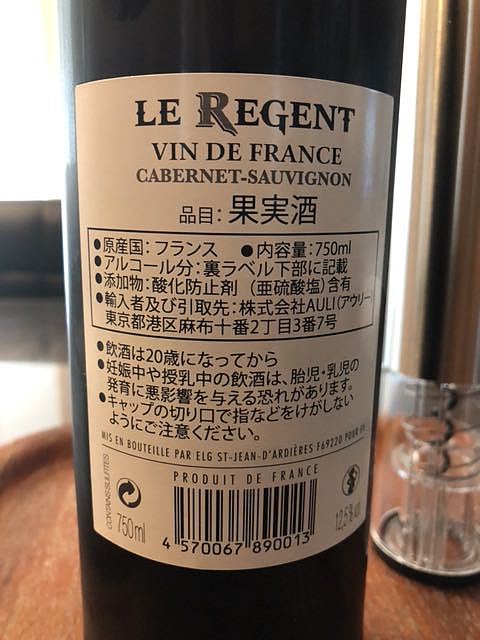 LE REGENT
VIN DE FRANCE
CABERNET-SAUVIGNON
品目: 果実酒
●原産国: フランス ●内容量: 750ml
●アルコール分: 裏ラベル下部に記載
●添加物: 酸化防止剤 (亜硫酸塩) 含有
●輸入者及び引取先: 株式会社AULI(アウリー)
東京都港区麻布十番2丁目3番7号
●飲酒は20歳になってから
●妊娠中や授乳中の飲酒は、胎児・乳児の
発育に悪影響を与える恐れがあります。
●キャップの切り口で指などをけがしない
ようにご注意ください。
MIS EN BOUTEILLE PAR ELG ST-JEAN-D'ARDIÈRES F69220 POUR
PRODUIT DE FRANCE
CONTAINS SULFITES
750ml
12,5% vol.
4 570067 890013